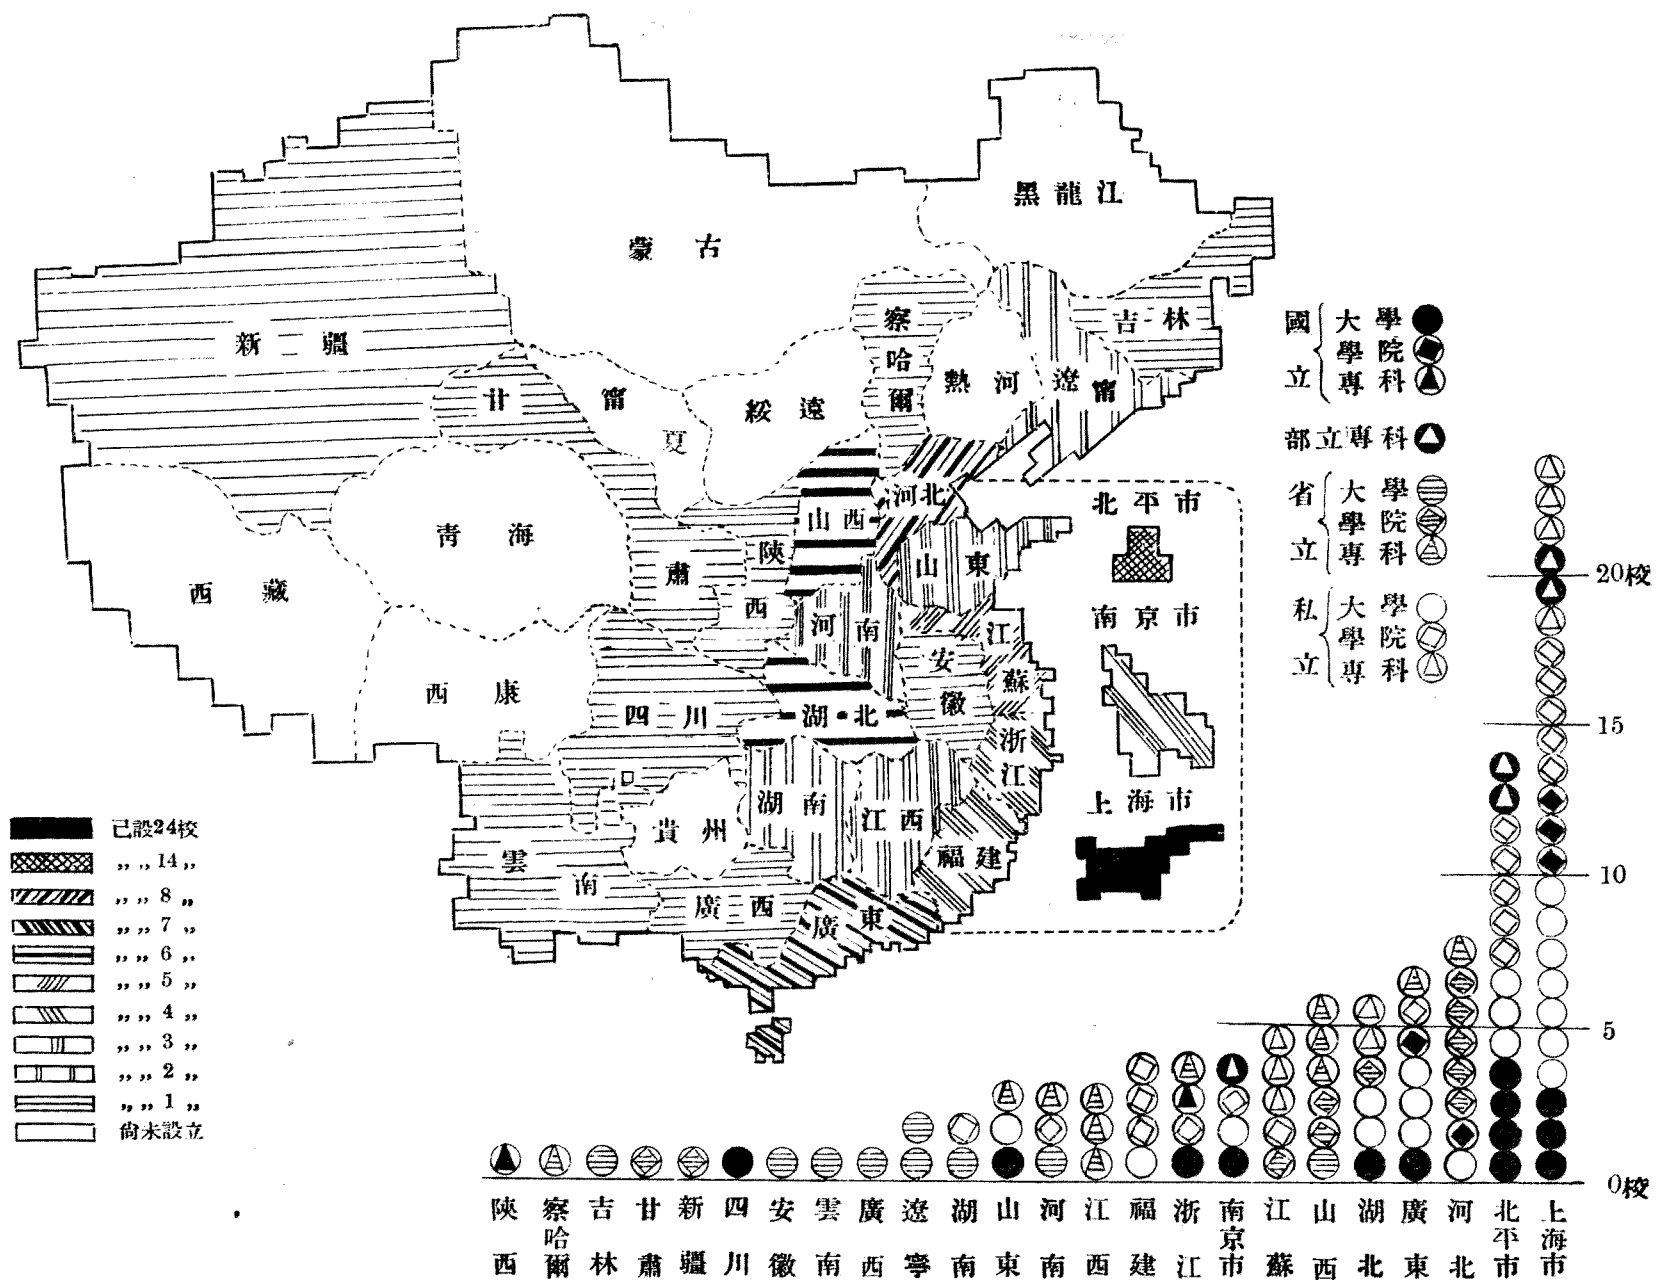 黑龍江
蒙古
新疆
察哈爾
吉林
熱河
遼甯
甘肅
甯夏
綏遠
河北
山西
陝西
青海
山東
西藏
河南
江蘇
安徽
西康
四川
湖北
浙江
湖南
江西
貴州
福建
雲南
廣西
廣東
北平市
南京市
上海市
國立
大學
學院
專科
部立專科
省立
大學
學院
專科
私立
大學
學院
專科
已設24校
,, ,, 14 ,,
,, ,, 8 ,,
,, ,, 7 ,,
,, ,, 6 ,,
,, ,, 5 ,,
,, ,, 4 ,,
,, ,, 3 ,,
,, ,, 2 ,,
,, ,, 1 ,,
尙未設立
20校
15
10
5
0校
陝西
察哈爾
吉林
甘肅
新疆
四川
安徽
雲南
廣西
遼寧
湖南
山東
河南
江西
福建
浙江
南京市
江蘇
山西
湖北
廣東
河北
北平市
上海市